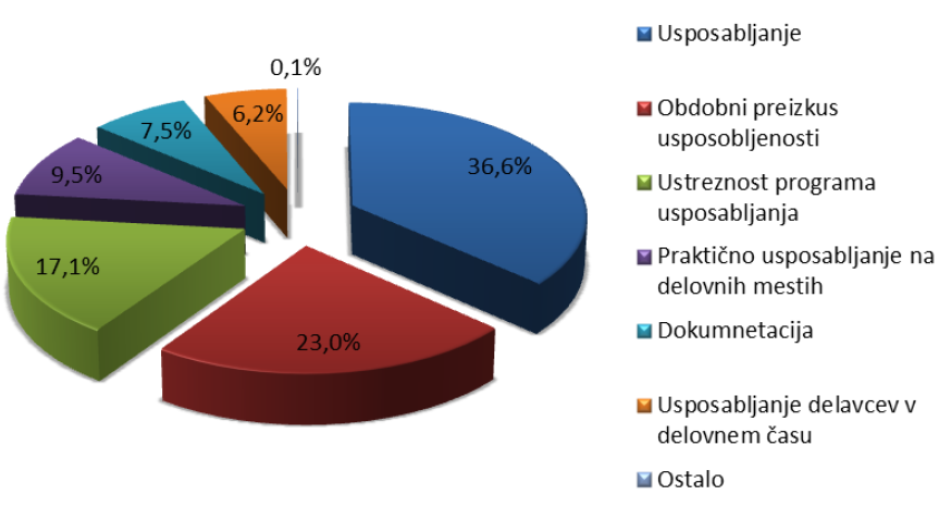 0,1%
6,2%
7,5%
36,6%
9,5%
17,1%
23,0%
Usposabljanje
Obdobni preizkus
usposobljenosti
Ustreznost programa
usposabljanja
Praktično usposabljanje na
delovnih mestih
Dokumnetacija
Usposabljanje delavcev v
delovnem času
Ostalo